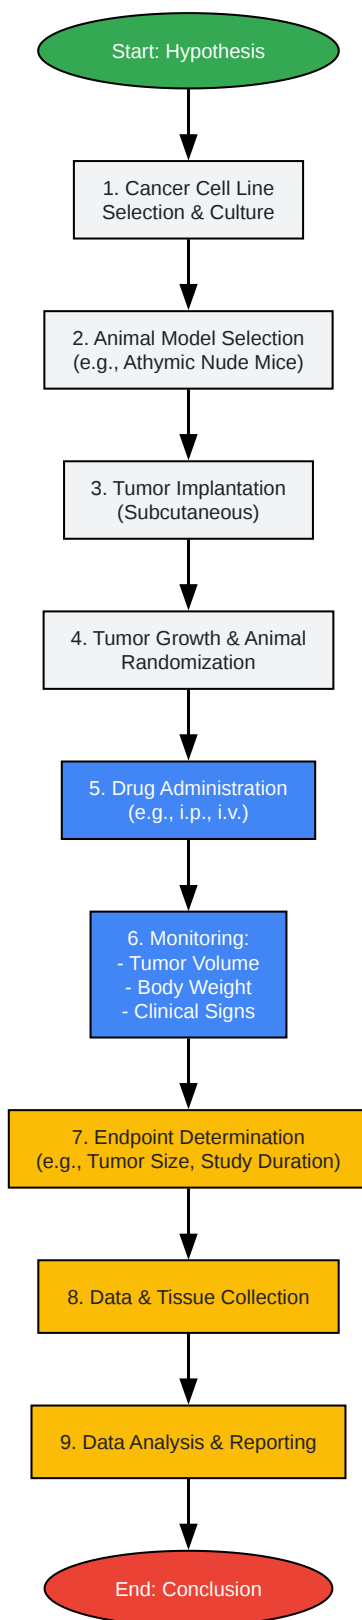 Start: Hypothesis
1. Cancer Cell Line
Selection & Culture
2. Animal Model Selection
(e.g., Athymic Nude Mice)
3. Tumor Implantation
(Subcutaneous)
4. Tumor Growth & Animal
Randomization
5. Drug Administration
(e.g., i.p., i.v.)
6. Monitoring:
- Tumor Volume
- Body Weight
- Clinical Signs
7. Endpoint Determination
(e.g., Tumor Size, Study Duration)
8. Data & Tissue Collection
9. Data Analysis & Reporting
End: Conclusion